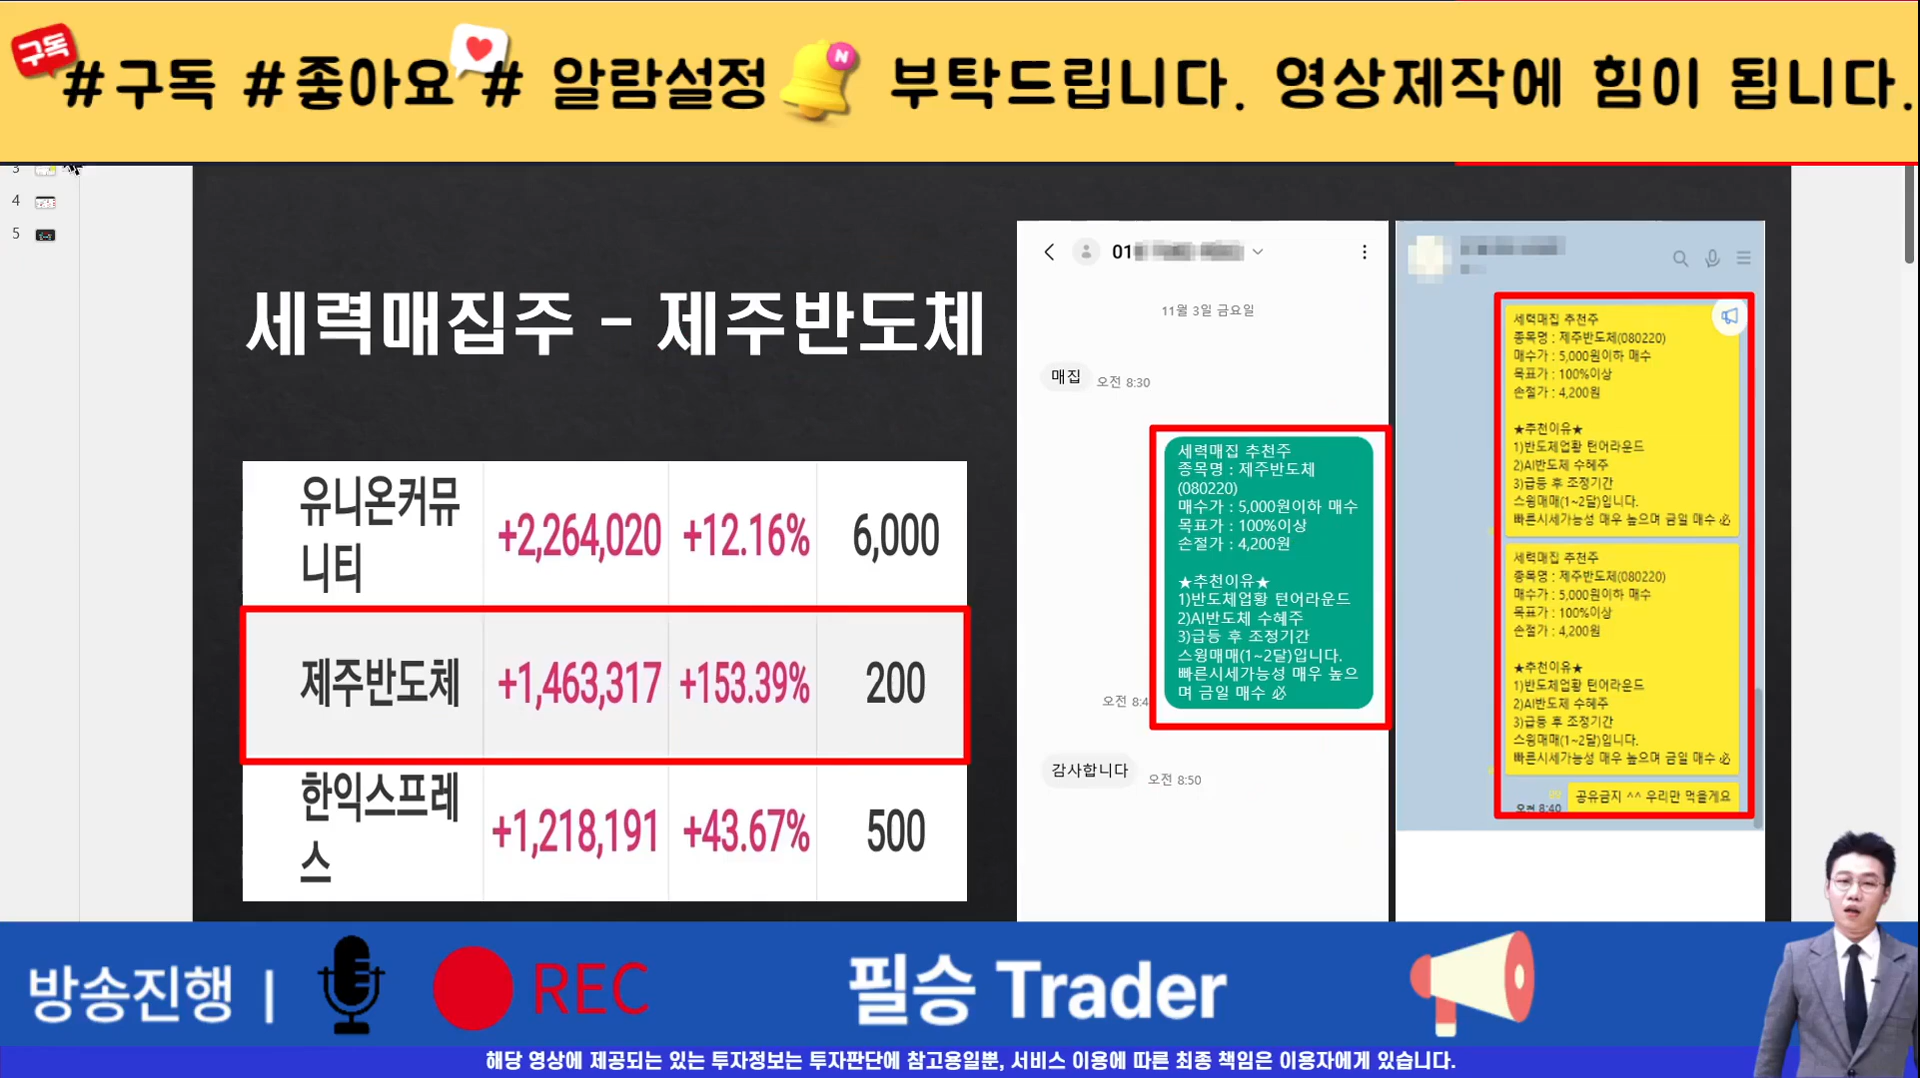 구독
#구독 #좋아요 # 알람설정 N 부탁드립니다. 영상제작에 힘이 됩니다.
3
4
5
세력매집주 - 제주반도체
유니온커뮤
니티
+2,264,020 +12.16% 6,000
제주반도체 +1,463,317 +153.39% 200
한익스프레
스
+1,218,191 +43.67% 500
01
11월 3일 금요일
매집 오전 8:30
세력매집 추천주
종목명 : 제주반도체
(080220)
매수가 : 5,000원이하 매수
목표가 : 100%이상
손절가 : 4,200원
★추천이유★
1)반도체업황 턴어라운드
2)AI반도체 수혜주
3)급등 후 조정기간
스윙매매(1~2달)입니다.
빠른시세가능성 매우 높으
며 금일 매수 必
오전 8:4
감사합니다 오전 8:50
세력매집 추천주
종목명 : 제주반도체(080220)
매수가 : 5,000원이하 매수
목표가 : 100%이상
손절가 : 4,200원
★추천이유★
1)반도체업황 턴어라운드
2)AI반도체 수혜주
3)급등 후 조정기간
스윙매매(1~2달)입니다.
빠른시세가능성 매우 높으며 금일 매수 必
세력매집 추천주
종목명 : 제주반도체(080220)
매수가 : 5,000원이하 매수
목표가 : 100%이상
손절가 : 4,200원
★추천이유★
1)반도체업황 턴어라운드
2)AI반도체 수혜주
3)급등 후 조정기간
스윙매매(1~2달)입니다.
빠른시세가능성 매우 높으며 금일 매수 必
오전 8:40 공유금지 ^^ 우리만 먹을게요
방송진행 | REC 필승 Trader
해당 영상에 제공되는 있는 투자정보는 투자판단에 참고용일뿐, 서비스 이용에 따른 최종 책임은 이용자에게 있습니다.